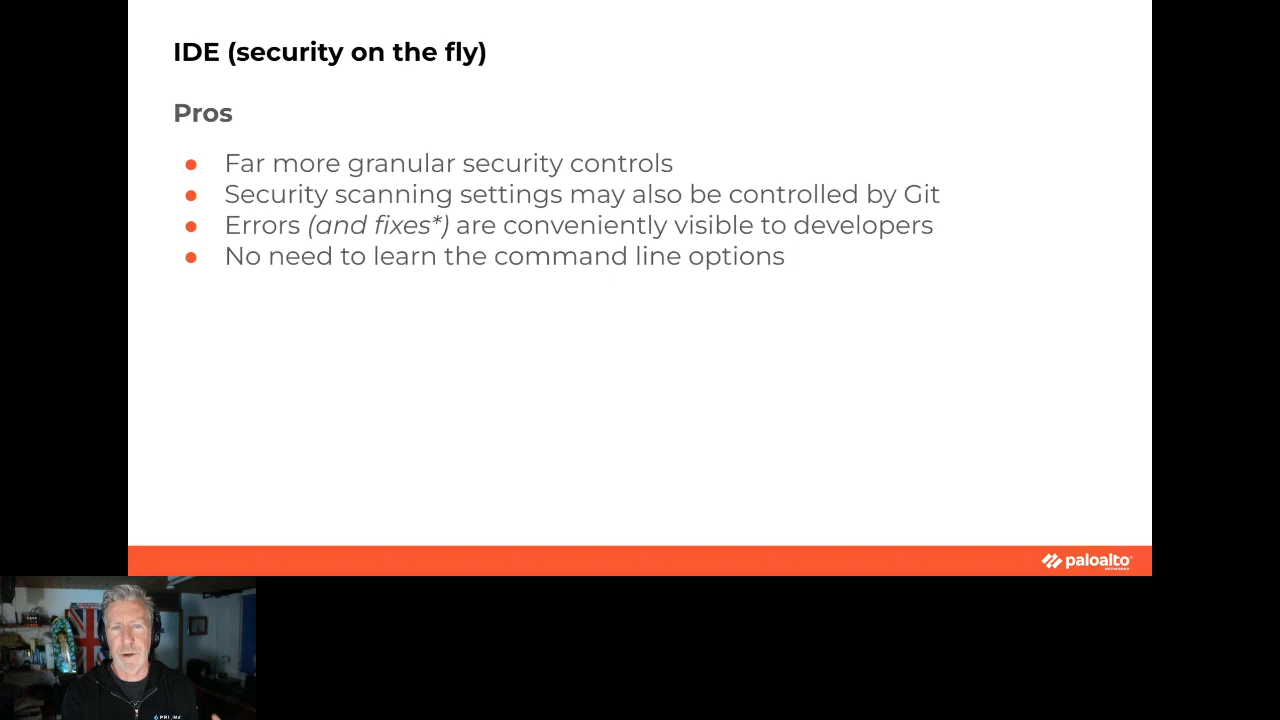 IDE (security on the fly)
Pros
● Far more granular security controls
● Security scanning settings may also be controlled by Git
● Errors (and fixes*) are conveniently visible to developers
● No need to learn the command line options
paloalto
NETWORKS